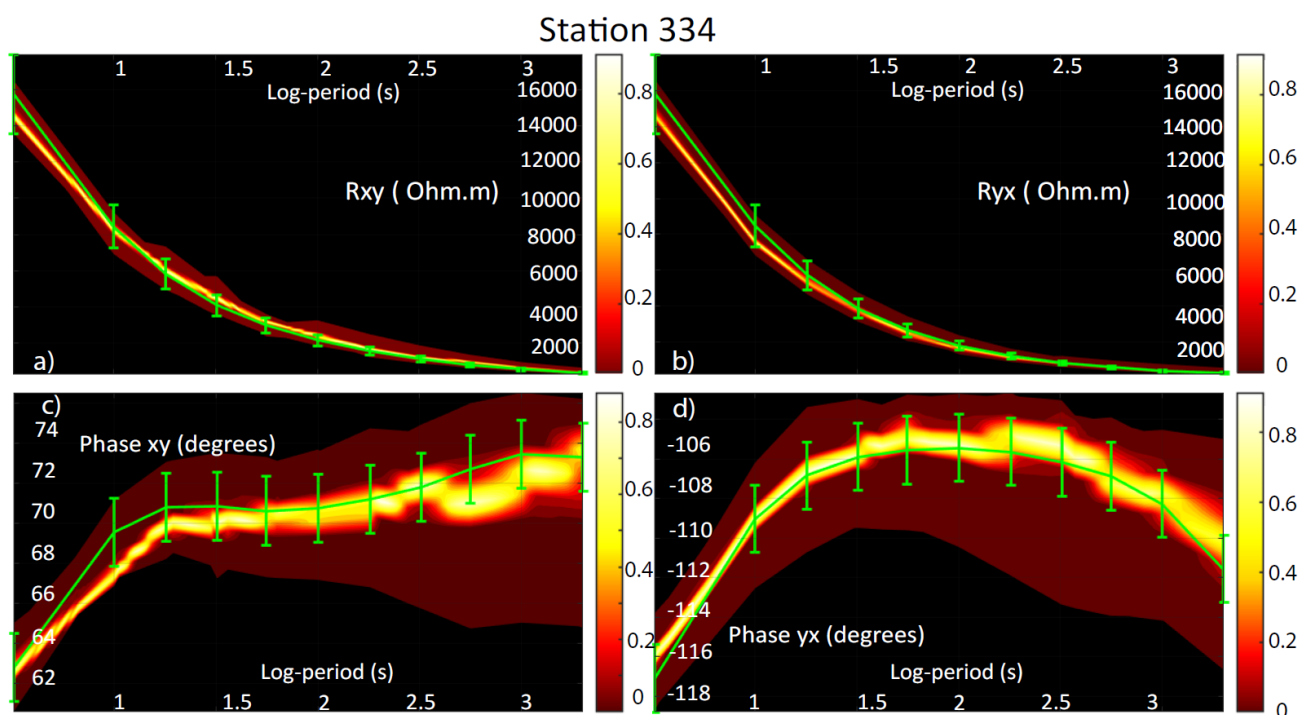 Station 334
1 1.5 2 2.5 3
Log-period (s)
16000
14000
12000
10000
8000
6000
4000
2000
Rxy ( Ohm.m)
a)
0.8
0.6
0.4
0.2
0
1 1.5 2 2.5 3
Log-period (s)
16000
14000
12000
10000
8000
6000
4000
2000
Ryx ( Ohm.m)
b)
0.8
0.6
0.4
0.2
0
c)
74
Phase xy (degrees)
72
70
68
66
64
62
Log-period (s)
1 1.5 2 2.5 3
0.8
0.6
0.4
0.2
0
d)
-106
-108
-110
-112
-114
-116
-118
Phase yx (degrees)
Log-period (s)
1 1.5 2 2.5 3
0.8
0.6
0.4
0.2
0